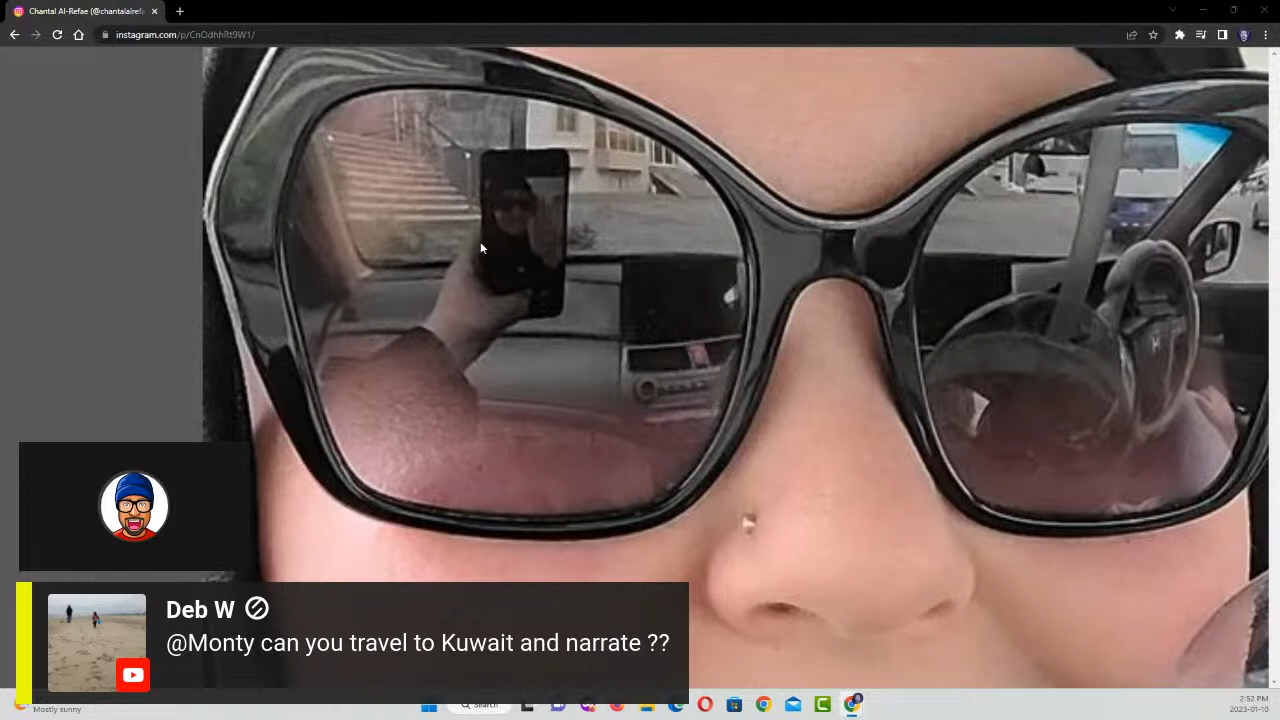 Chantal Al-Refae (@chantalalrefa
instagram.com/p/CnOdhhRt9W1/
Deb W
@Monty can you travel to Kuwait and narrate ??
Mostly sunny
Search
2:52 PM
2023-01-10